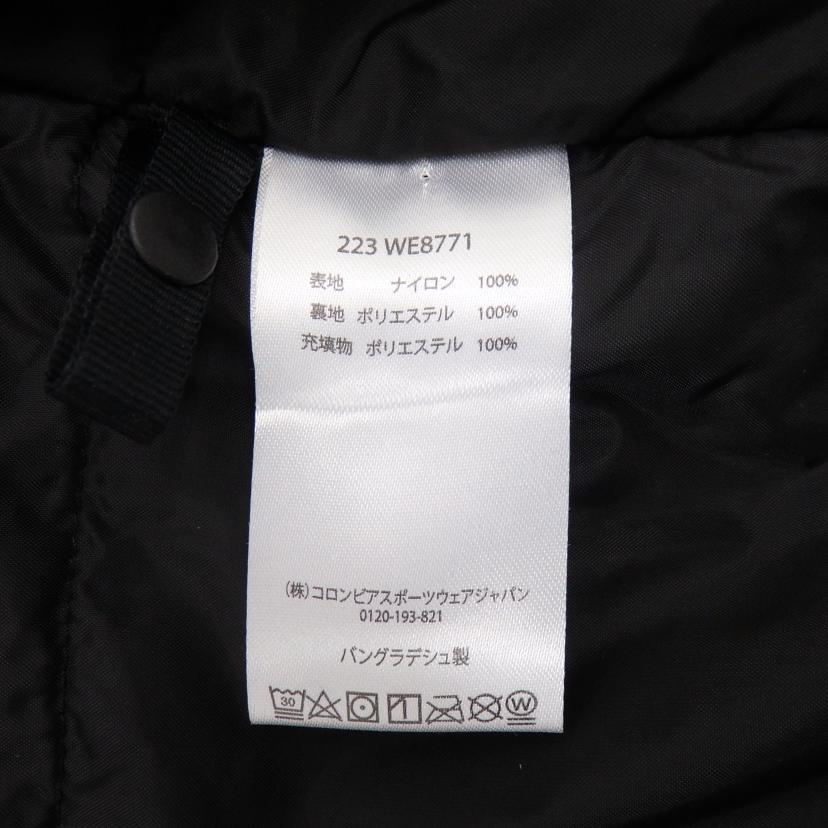 223 WE8771
表地 ナイロン 100%
裏地 ポリエステル 100%
充填物 ポリエステル 100%
(株)コロンビアスポーツウェアジャパン
0120-193-821
バングラデシュ製
30 W